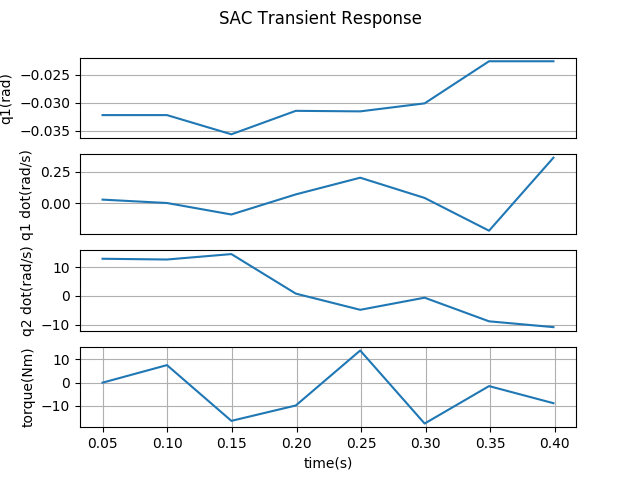 SAC Transient Response
q1(rad)
−0.025
−0.030
−0.035
q1 dot(rad/s)
0.25
0.00
q2 dot(rad/s)
10
0
−10
torque(Nm)
10
0
−10
0.05 0.10 0.15 0.20 0.25 0.30 0.35 0.40
time(s)